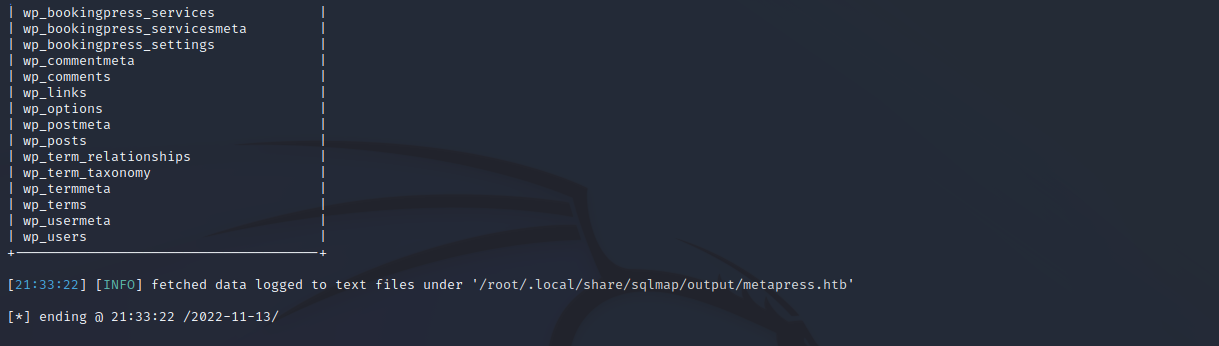 | wp_bookingpress_services |
| wp_bookingpress_servicesmeta |
| wp_bookingpress_settings |
| wp_commentmeta |
| wp_comments |
| wp_links |
| wp_options |
| wp_postmeta |
| wp_posts |
| wp_term_relationships |
| wp_term_taxonomy |
| wp_termmeta |
| wp_terms |
| wp_usermeta |
| wp_users |
+---------------------------------------+
[21:33:22] [INFO] fetched data logged to text files under '/root/.local/share/sqlmap/output/metapress.htb'
[*] ending @ 21:33:22 /2022-11-13/